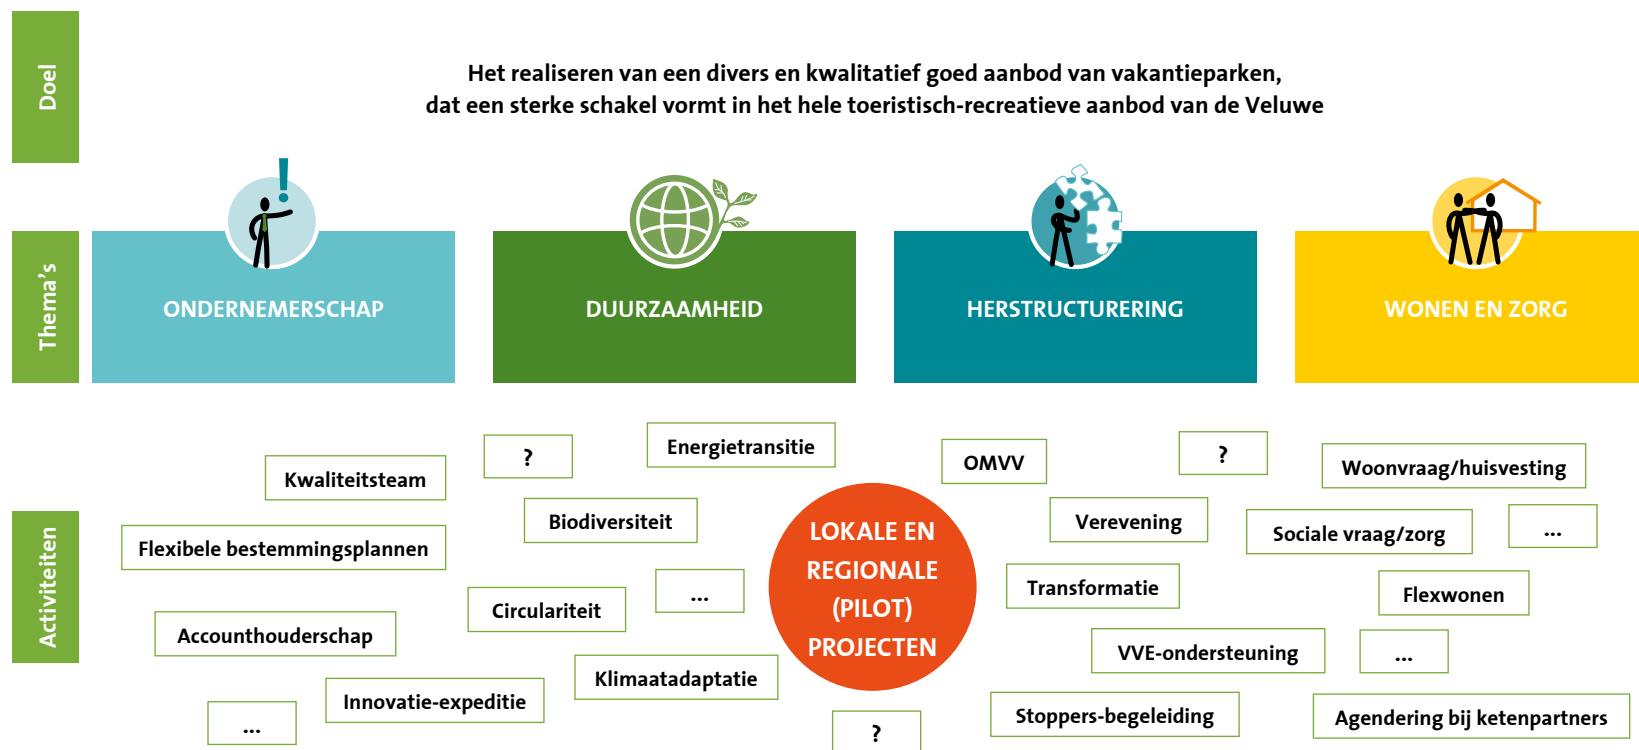 Doel
Het realiseren van een divers en kwalitatief goed aanbod van vakantieparken,
dat een sterke schakel vormt in het hele toeristisch-recreatieve aanbod van de Veluwe
!
Thema's
ONDERNEMERSCHAP
DUURZAAMHEID
HERSTRUCTURERING
WONEN EN ZORG
Activiteiten
Kwaliteitsteam
Flexibele bestemmingsplannen
Accounthouderschap
Innovatie-expeditie
...
?
Energietransitie
Biodiversiteit
...
Circulariteit
Klimaatadaptatie
LOKALE EN
REGIONALE
(PILOT)
PROJECTEN
?
OMVV
?
Verevening
Transformatie
VVE-ondersteuning
Stoppers-begeleiding
Woonvraag/huisvesting
Sociale vraag/zorg
...
Flexwonen
...
Agendering bij ketenpartners